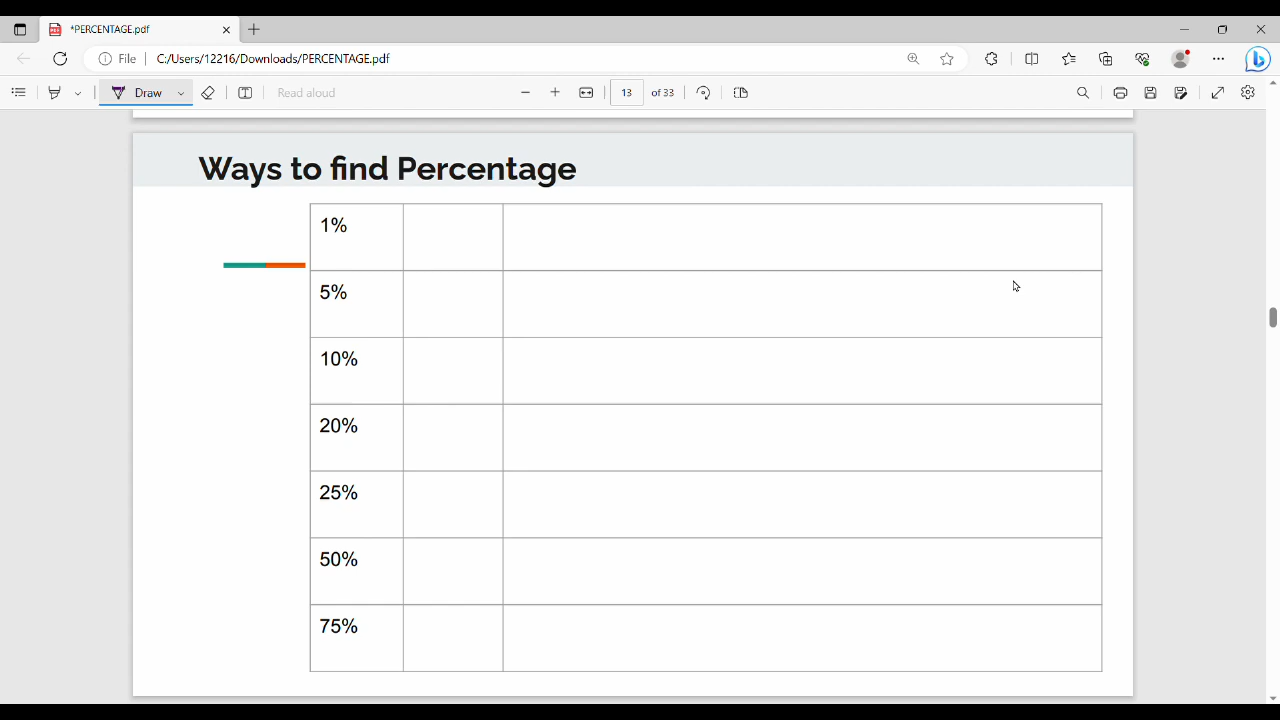 *PERCENTAGE.pdf
File C:/Users/12216/Downloads/PERCENTAGE.pdf
Draw Read aloud 13 of 33
Ways to find Percentage
1%
5%
10%
20%
25%
50%
75%